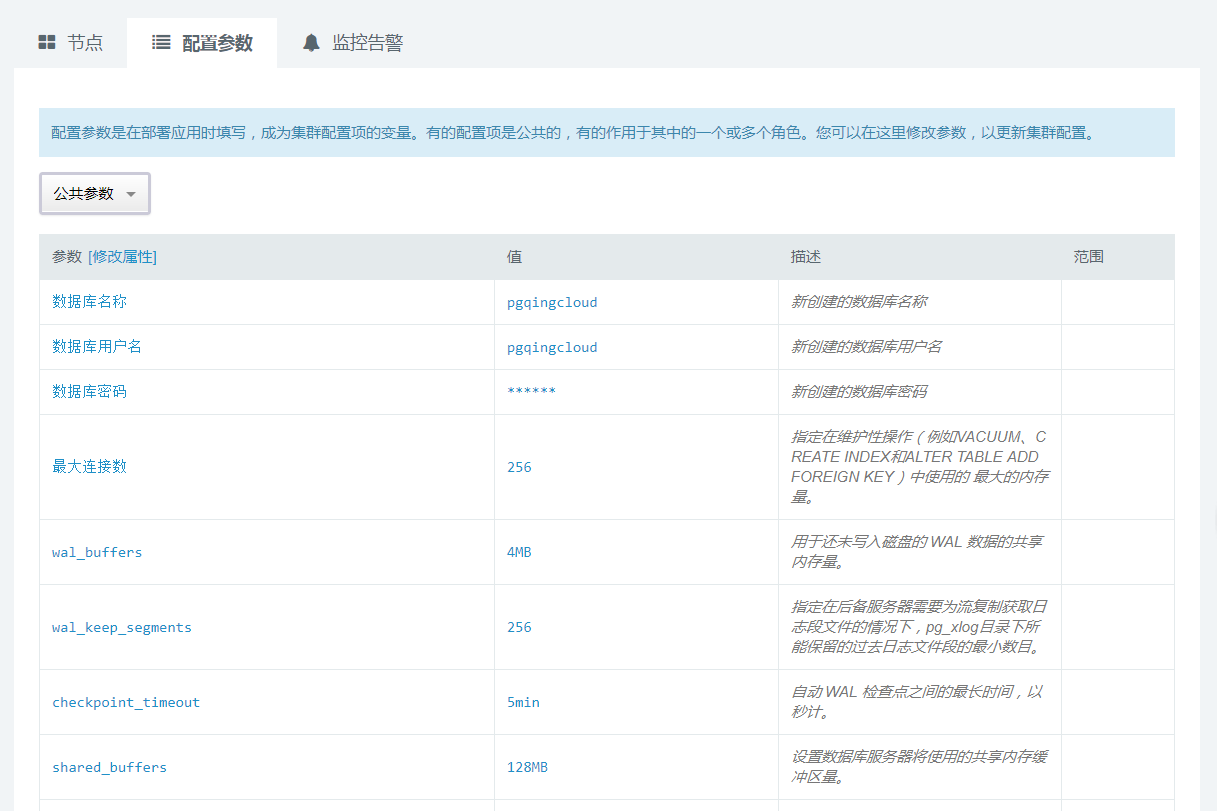 节点
配置参数
监控告警
配置参数是在部署应用时填写，成为集群配置项的变量。有的配置项是公共的，有的作用于其中的一个或多个角色。您可以在这里修改参数，以更新集群配置。
公共参数
参数 [修改属性] 值 描述 范围
数据库名称 pgqingcloud 新创建的数据库名称
数据库用户名 pgqingcloud 新创建的数据库用户名
数据库密码 ****** 新创建的数据库密码
最大连接数 256
指定在维护性操作（例如VACUUM、C
REATE INDEX和ALTER TABLE ADD
FOREIGN KEY）中使用的 最大的内存
量。
wal_buffers 4MB
用于还未写入磁盘的 WAL 数据的共享
内存量。
wal_keep_segments 256
指定在后备服务器需要为流复制获取日
志段文件的情况下，pg_xlog目录下所
能保留的过去日志文件段的最小数目。
checkpoint_timeout 5min
自动 WAL 检查点之间的最长时间，以
秒计。
shared_buffers 128MB
设置数据库服务器将使用的共享内存缓
冲区量。